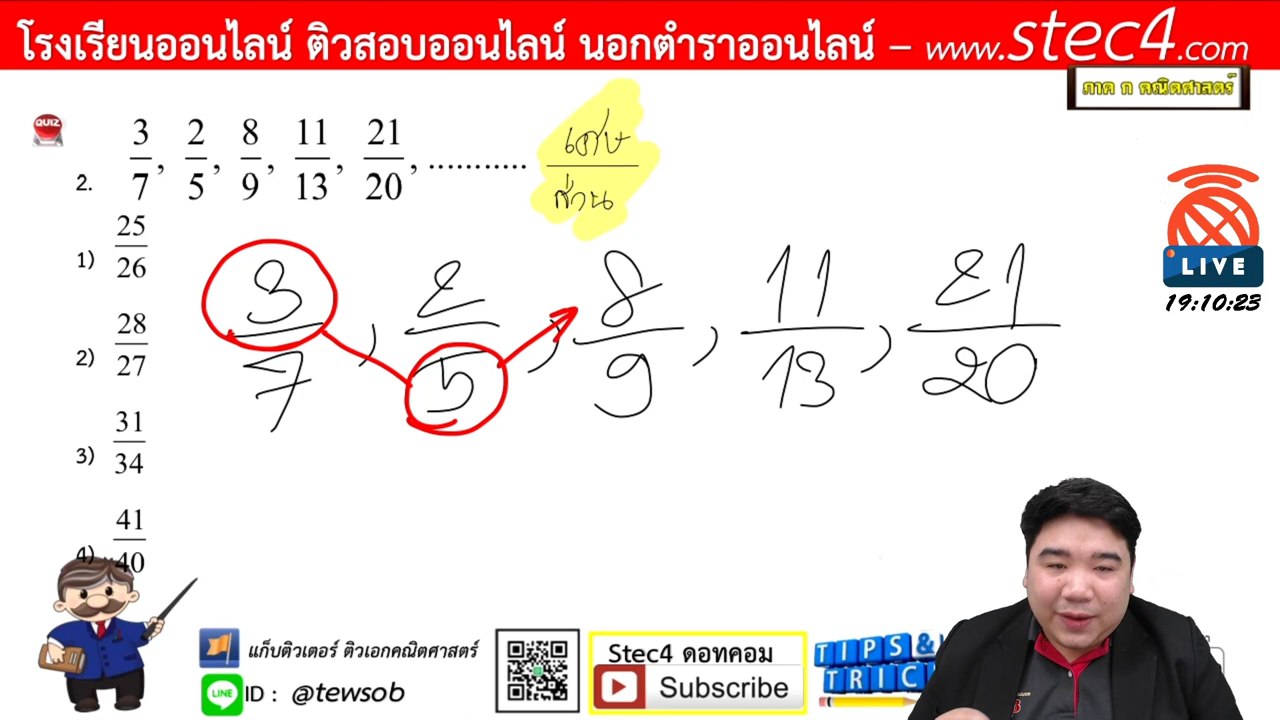 โรงเรียนออนไลน์ ติวสอบออนไลน์ นอกตำราออนไลน์ – www.stec4.com
ภาค ก คณิตศาสตร์
QUIZ
2. 3/7, 2/5, 8/9, 11/13, 21/20, ...........
เศษ
ส่วน
1) 25/26
2) 28/27
3) 31/34
4) 41/40
3/7, 2/5, 8/9, 11/13, 21/20
LIVE
19:10:23
แก๊บติวเตอร์ ติวเอกคณิตศาสตร์
LINE ID : @tewsob
Stec4 ดอทคอม
Subscribe
TIPS &
TRIC